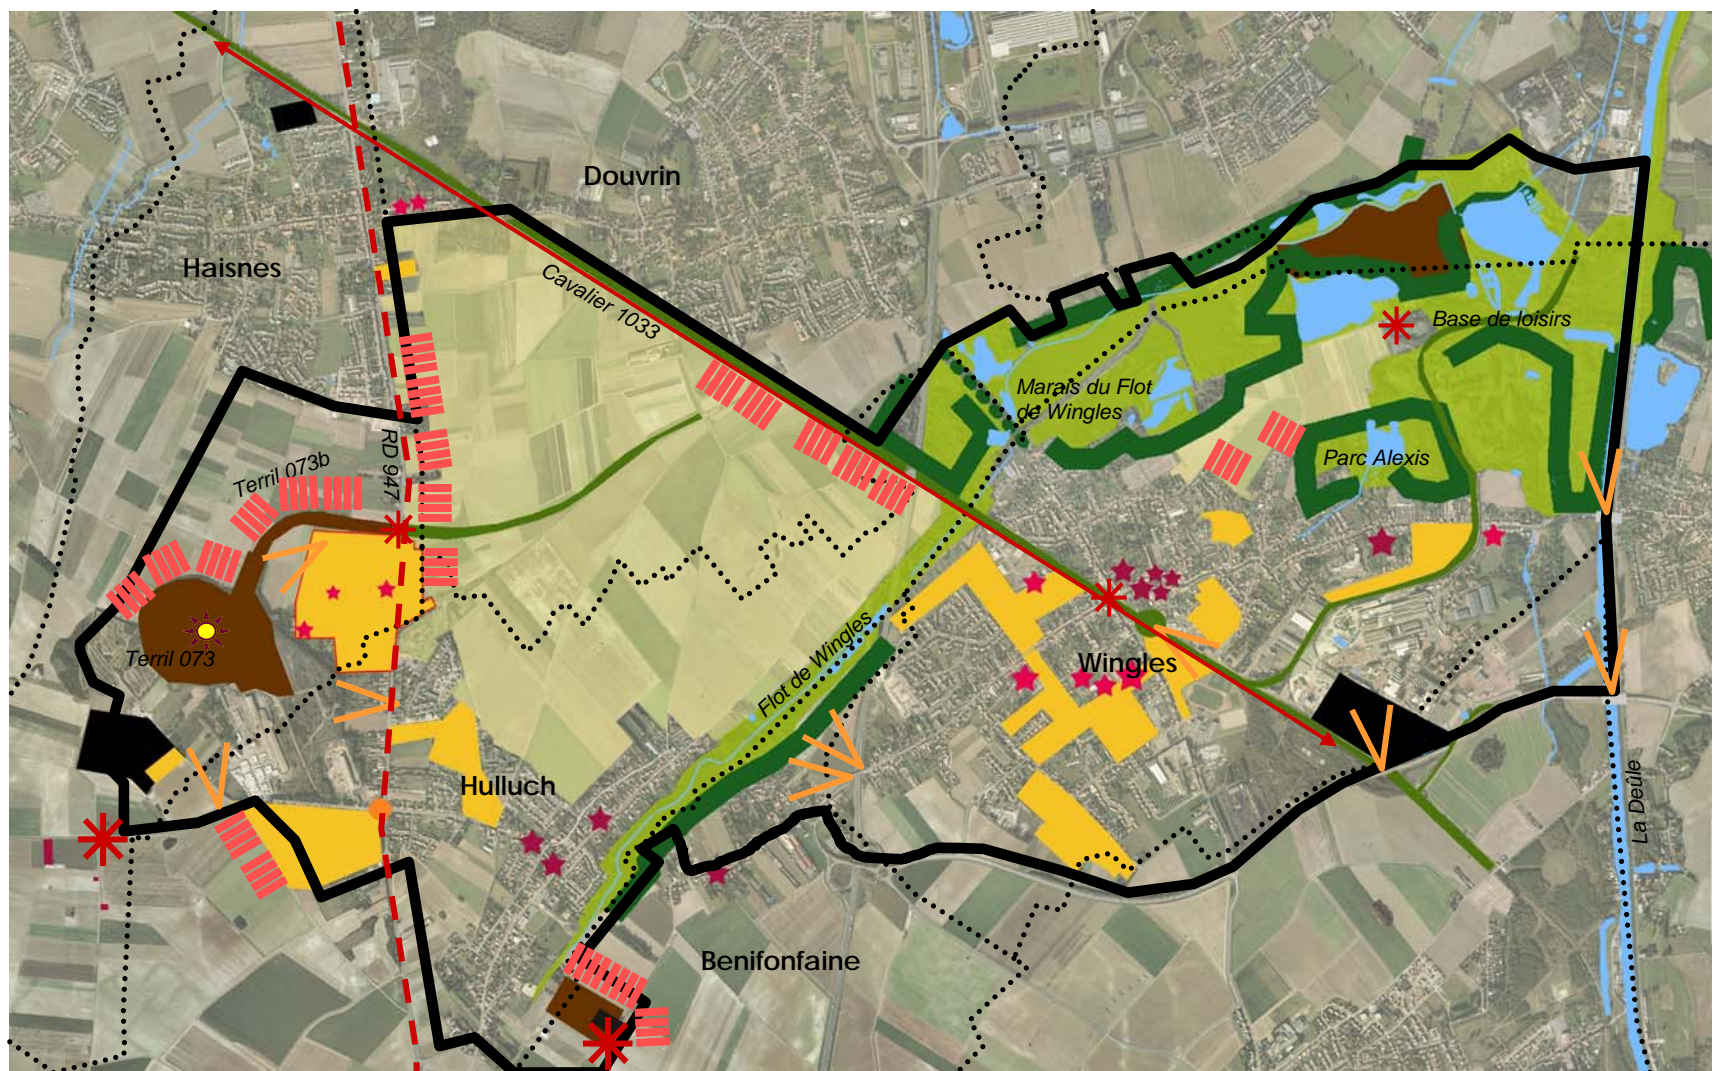 Douvrin
Haisnes
Cavalier 1033
Base de loisirs
Marais du Flot
de Wingles
RD 947
Terril 073b
Parc Alexis
Terril 073
Flot de Wingles
Wingles
Hulluch
La Deûle
Benifonfaine